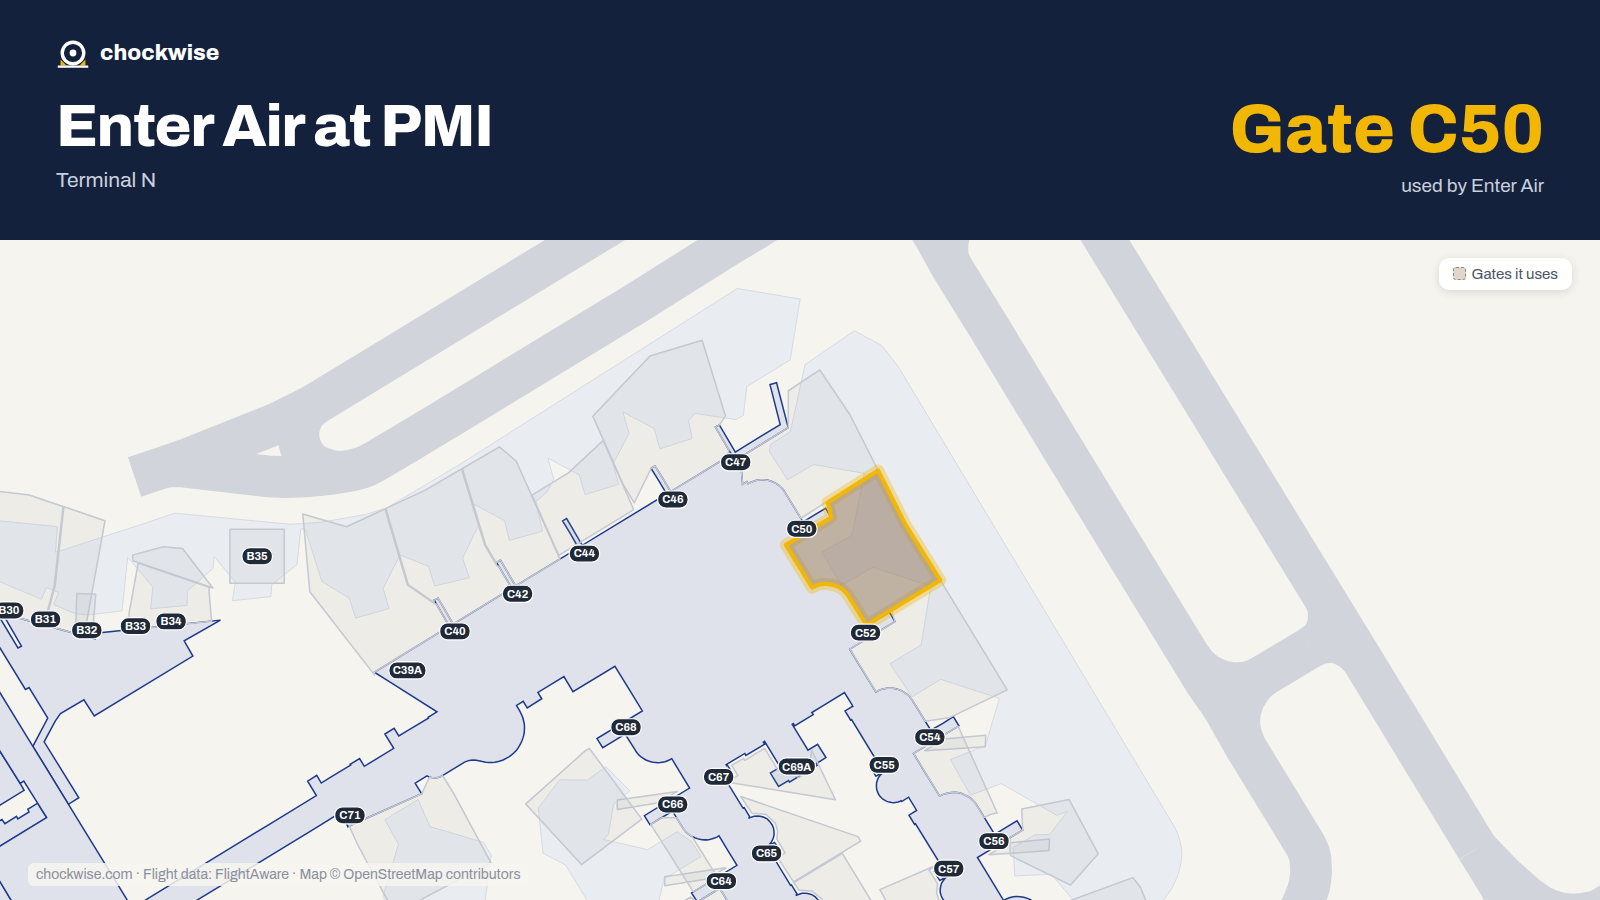 chockwise
Enter Air at PMI
Terminal N
Gate C50
used by Enter Air
Gates it uses
C47
C46
C50
C44
B35
C42
B30
B31
B32
B33
B34
C40
C52
C39A
C68
C54
C55
C69A
C67
C66
C71
C56
C65
C57
C64
chockwise.com · Flight data: FlightAware · Map © OpenStreetMap contributors